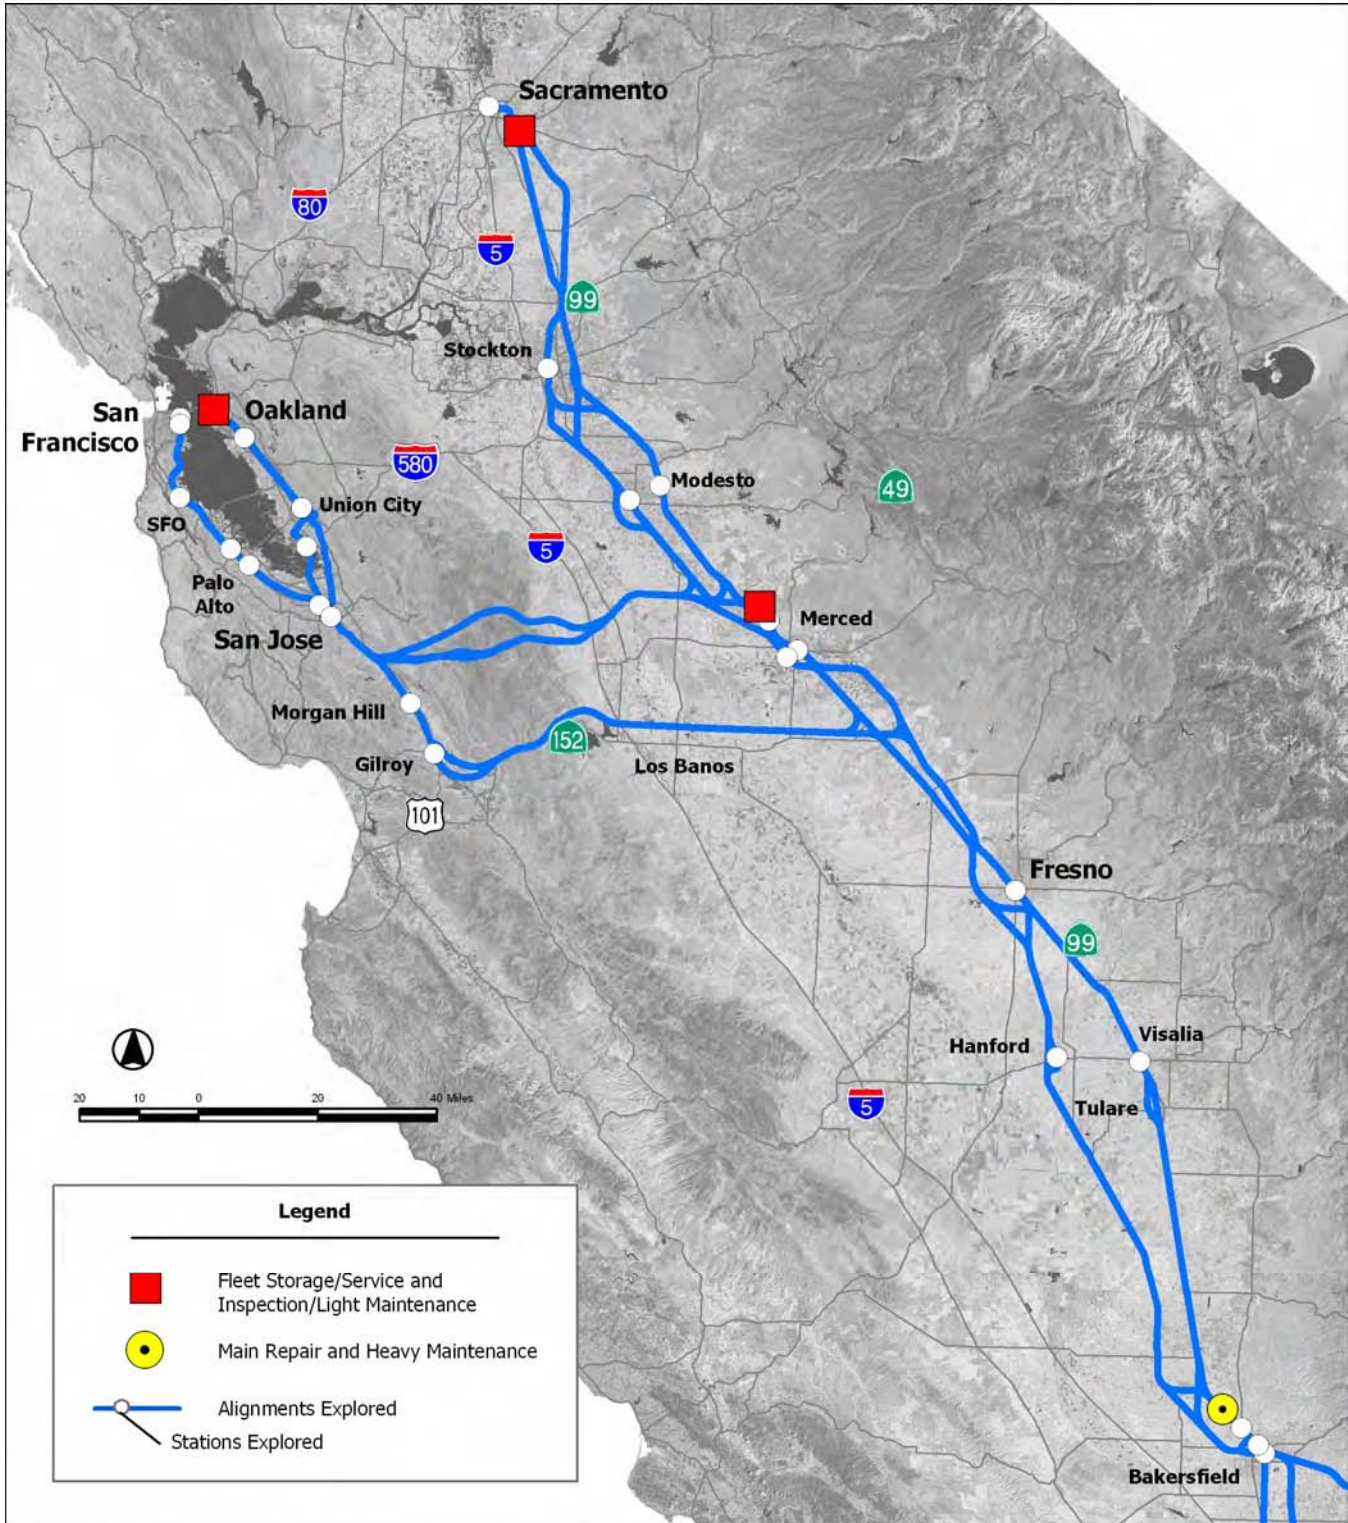 Sacramento
80
5
99
Stockton
San
Francisco
Oakland
580
Modesto
49
Union City
SFO
5
Palo
Alto
San Jose
Merced
Morgan Hill
152
Gilroy
Los Banos
101
Fresno
99
Hanford
Visalia
Tulare
5
20 10 0 20 40 Miles
Legend
Fleet Storage/Service and
Inspection/Light Maintenance
Main Repair and Heavy Maintenance
Alignments Explored
Stations Explored
Bakersfield